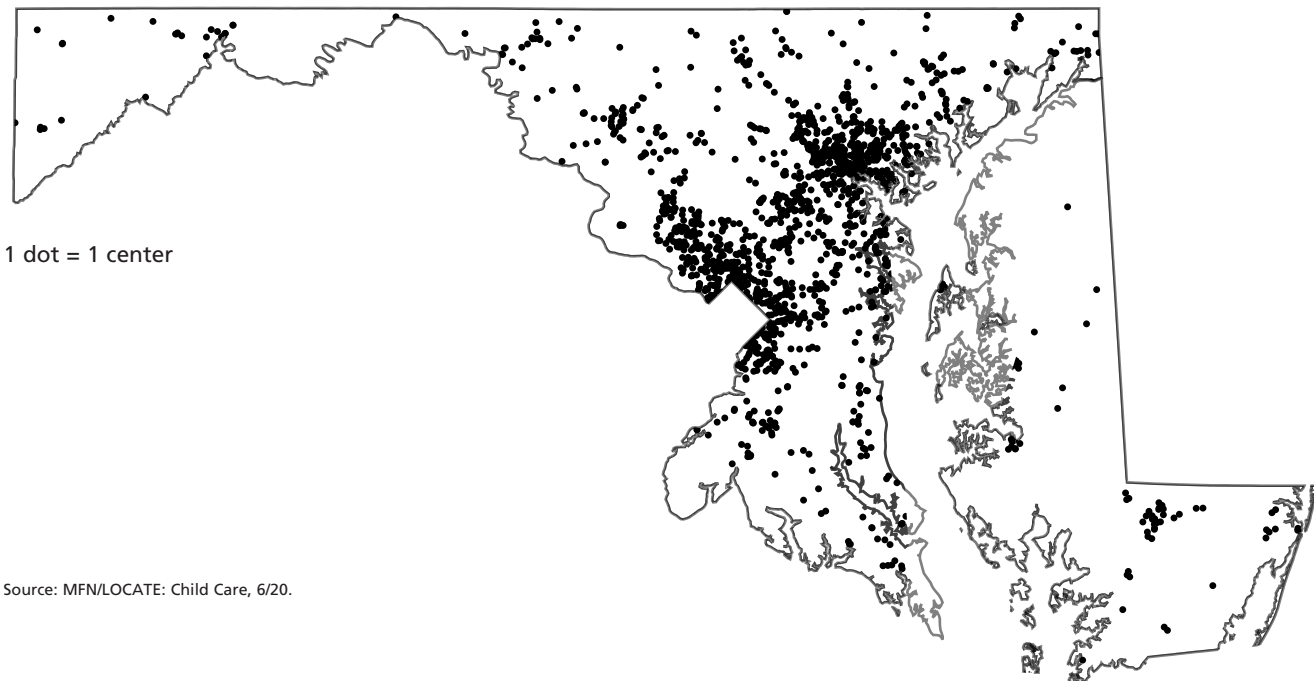 1 dot = 1 center
Source: MFN/LOCATE: Child Care, 6/20.